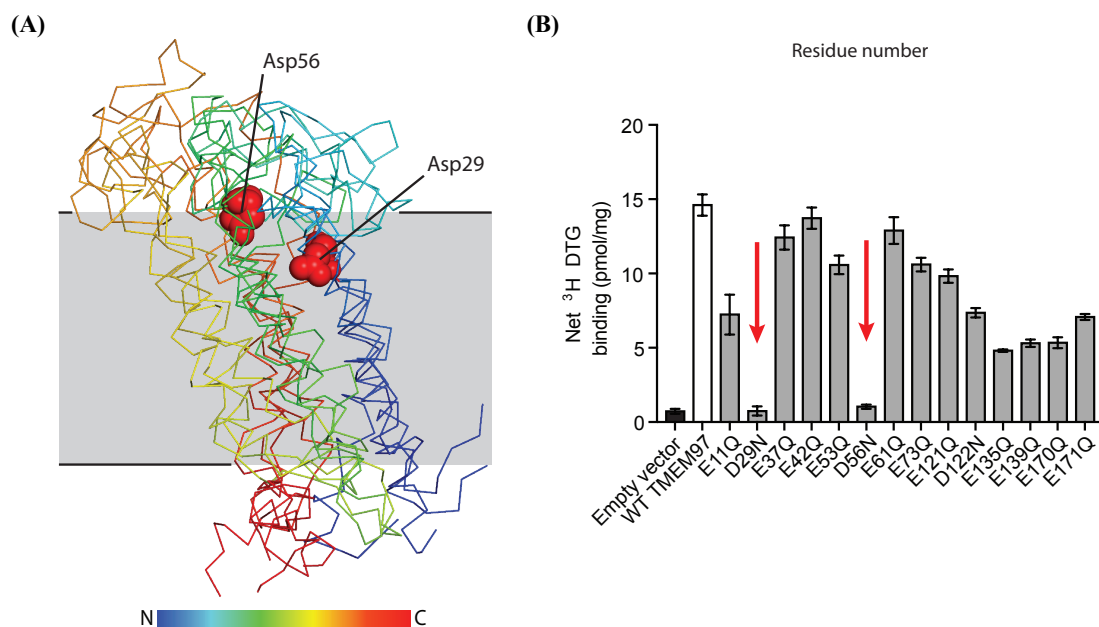 (A)
Asp56
Asp29
N
C
(B)
Residue number
Net ³H DTG
binding (pmol/mg)
20
15
10
5
0
Empty vector
WT TMEM97
E11Q
D29N
E37Q
E42Q
E53Q
D56N
E61Q
E73Q
E121Q
D122N
E135Q
E139Q
E170Q
E171Q